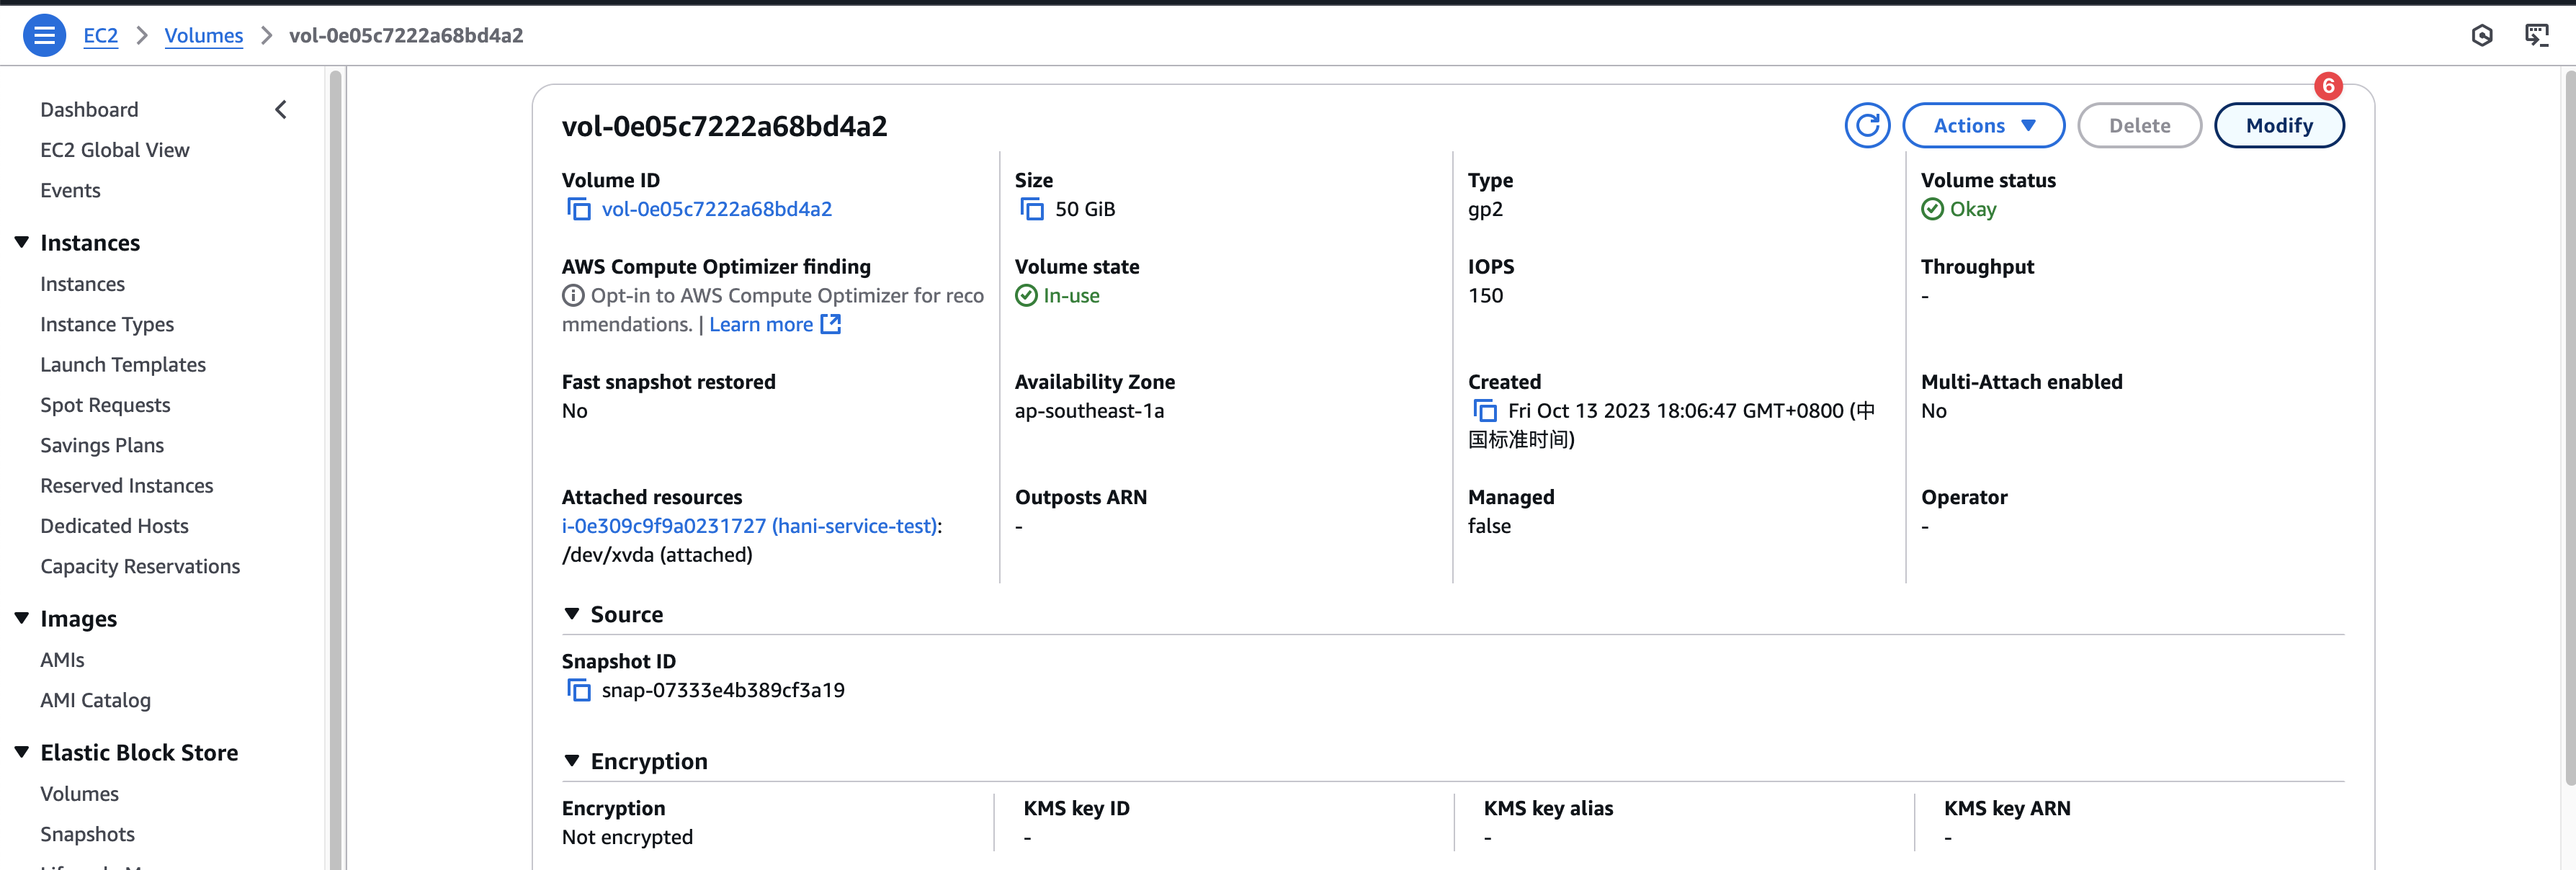 EC2 > Volumes > vol-0e05c7222a68bd4a2
Dashboard
EC2 Global View
Events
Instances
Instances
Instance Types
Launch Templates
Spot Requests
Savings Plans
Reserved Instances
Dedicated Hosts
Capacity Reservations
Images
AMIs
AMI Catalog
Elastic Block Store
Volumes
Snapshots
6
vol-0e05c7222a68bd4a2
Actions
Delete
Modify
Volume ID
vol-0e05c7222a68bd4a2
Size
50 GiB
Type
gp2
Volume status
Okay
AWS Compute Optimizer finding
Opt-in to AWS Compute Optimizer for reco
mmendations. | Learn more
Volume state
In-use
IOPS
150
Throughput
-
Fast snapshot restored
No
Availability Zone
ap-southeast-1a
Created
Fri Oct 13 2023 18:06:47 GMT+0800 (中
国标准时间)
Multi-Attach enabled
No
Attached resources
i-0e309c9f9a0231727 (hani-service-test):
/dev/xvda (attached)
Outposts ARN
-
Managed
false
Operator
-
Source
Snapshot ID
snap-07333e4b389cf3a19
Encryption
Encryption
Not encrypted
KMS key ID
-
KMS key alias
-
KMS key ARN
-